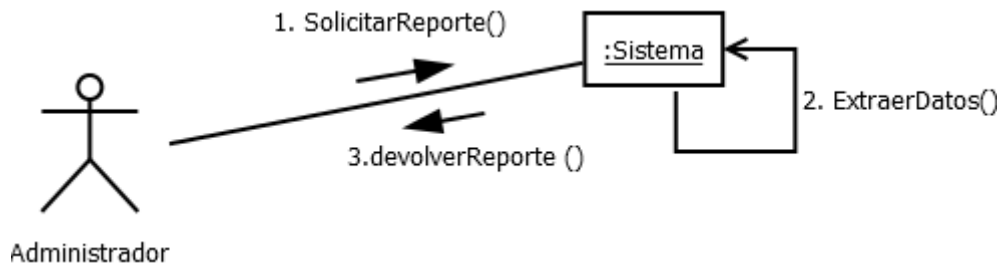 1. SolicitarReporte()
:Sistema
2. ExtraerDatos()
3.devolverReporte ()
Administrador